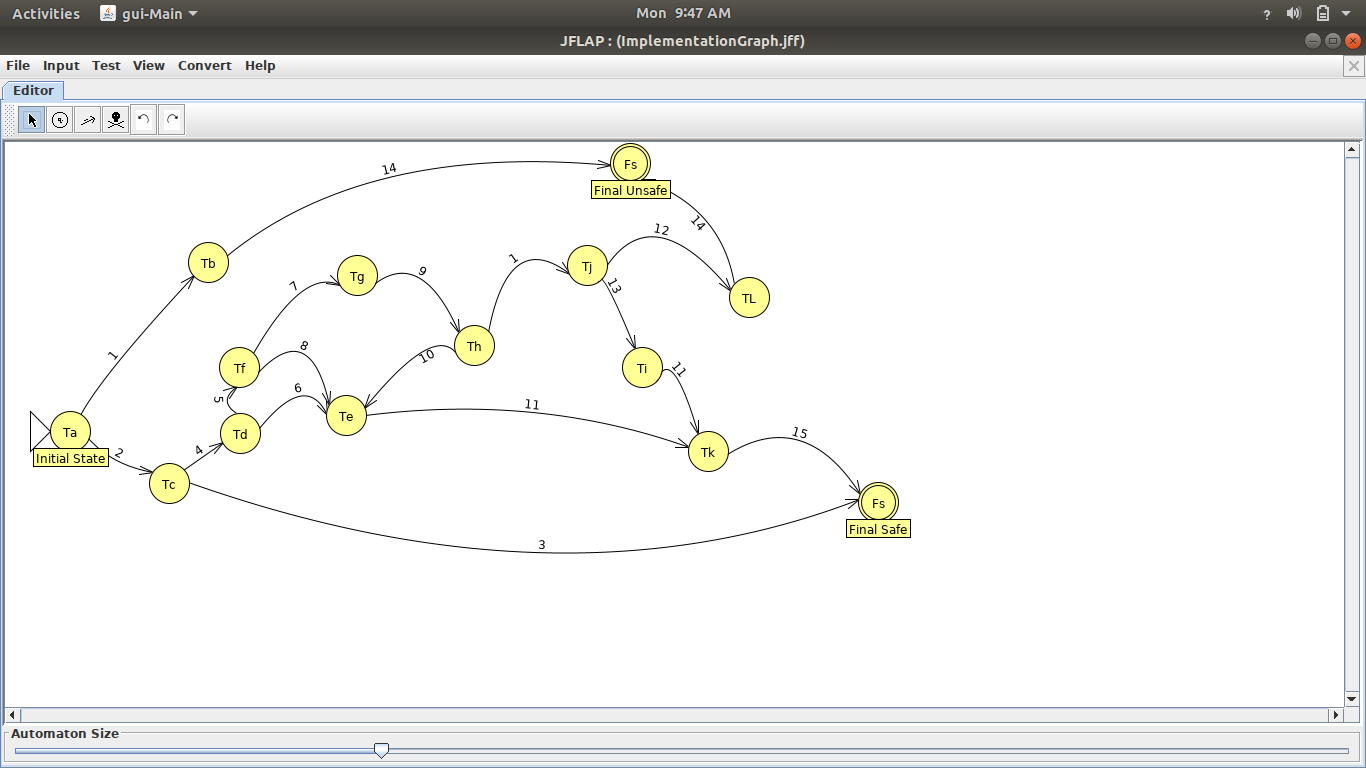 Activities gui-Main Mon 9:47 AM ?
JFLAP : (ImplementationGraph.jff)
File Input Test View Convert Help
Editor
14
Fs
Final Unsafe
14
12
Tb
Tg
9
1
Tj
7
13
TL
Th
8
10
1
Tf
Ti
11
5
6
Te
11
Ta
Initial State
2
4
Td
15
Tk
Tc
Fs
Final Safe
3
Automaton Size